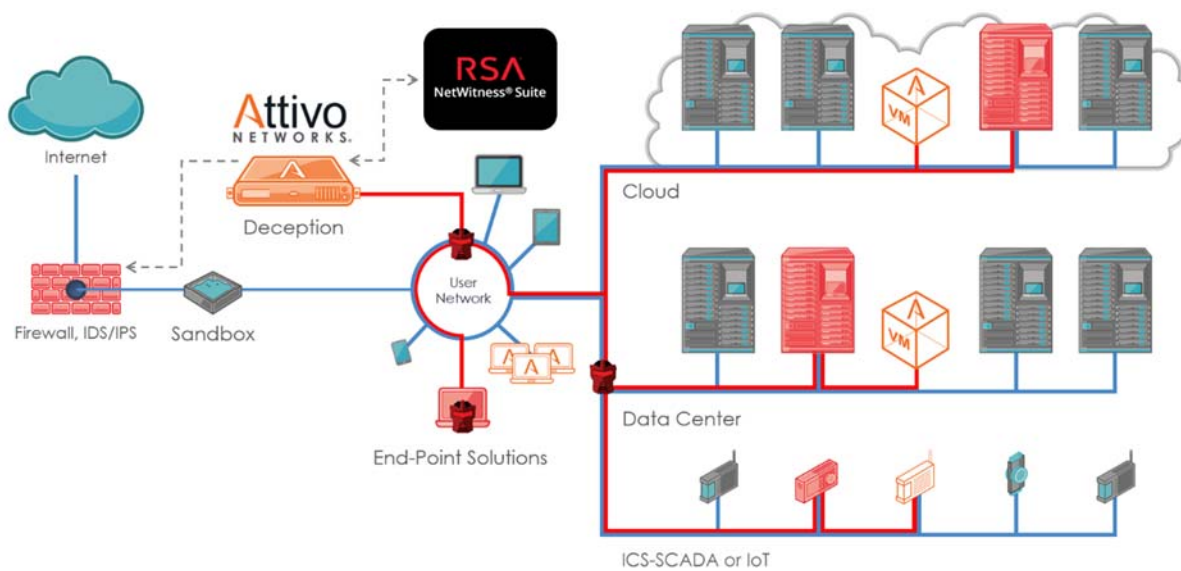 RSA
NetWitness® Suite
Attivo
NETWORKS®
Internet
A
Deception
Firewall, IDS/IPS
Sandbox
User
Network
A
A
A
End-Point Solutions
A
VM
Cloud
A
VM
Data Center
ICS-SCADA or IoT